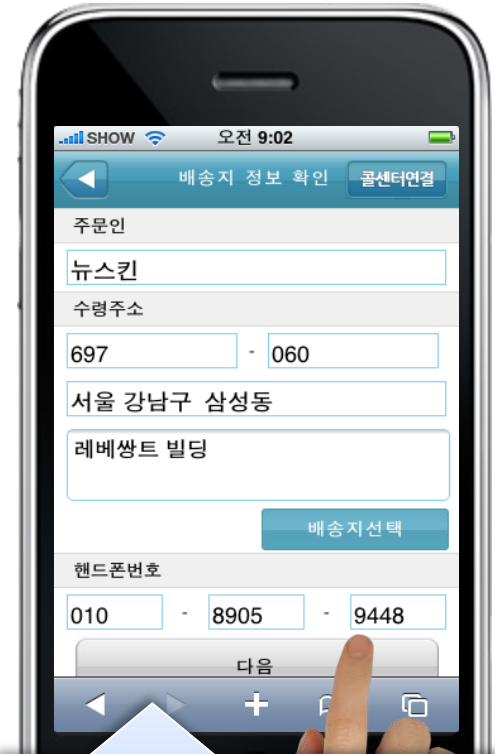 SHOW 오전 9:02
배송지 정보 확인 콜센터연결
주문인
뉴스킨
수령주소
697 - 060
서울 강남구 삼성동
레베쌍트 빌딩
배송지선택
핸드폰번호
010 - 8905 - 9448
다음